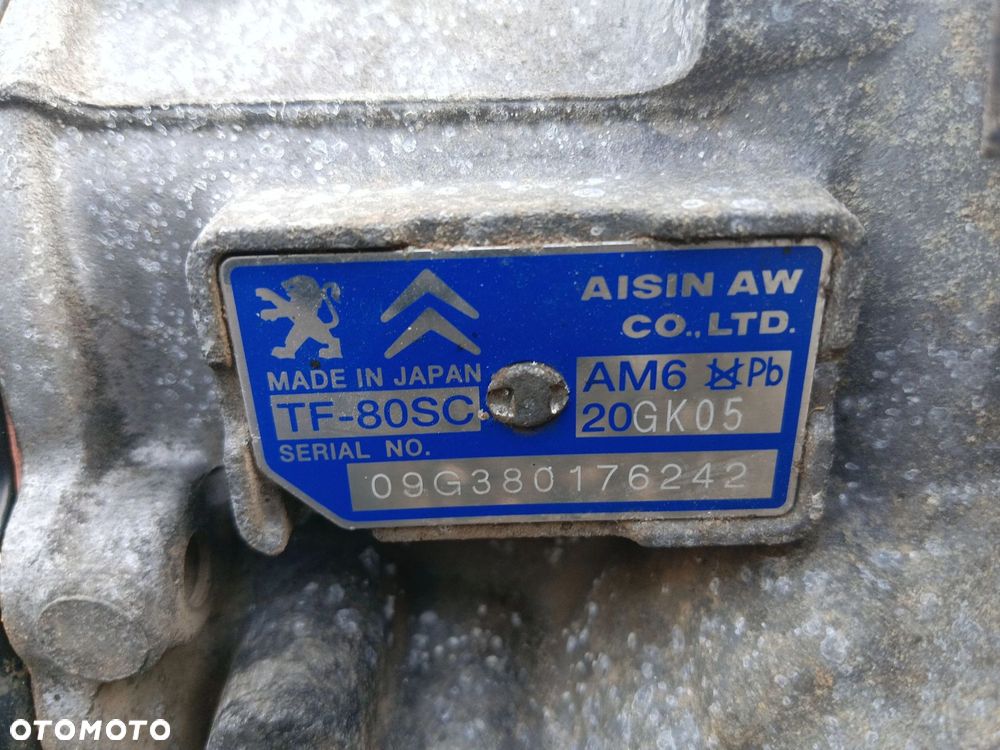 AISIN AW
CO., LTD.
MADE IN JAPAN
TF-80SC
AM6 Pb
20GK05
SERIAL NO.
09G380176242
OTOMOTO